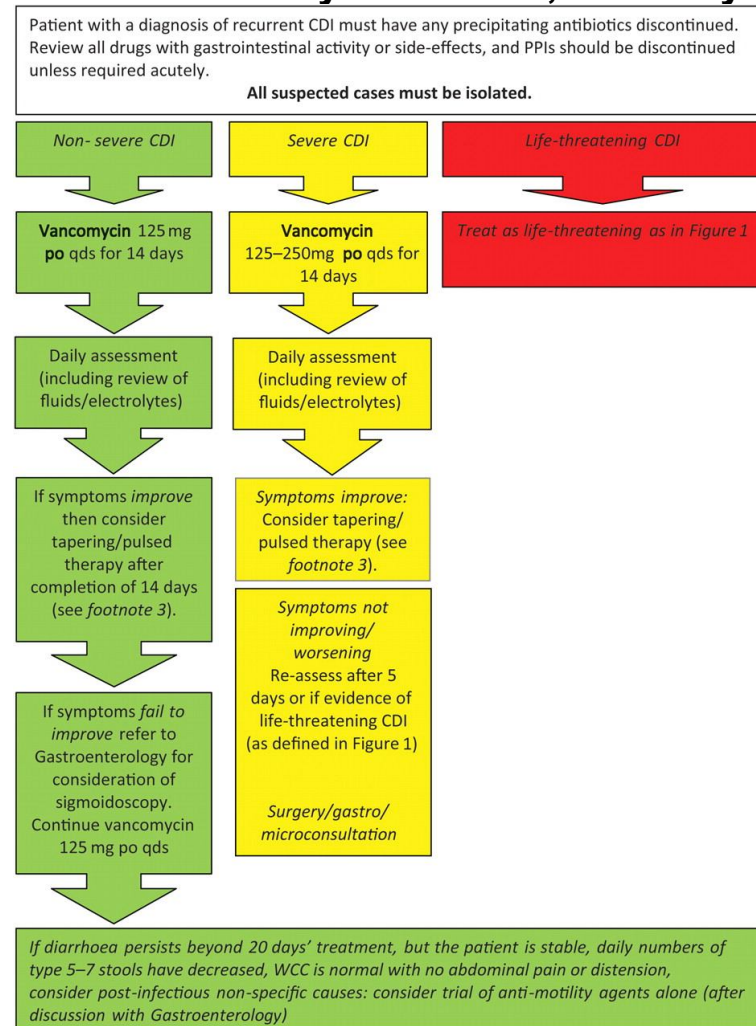 Patient with a diagnosis of recurrent CDI must have any precipitating antibiotics discontinued.
Review all drugs with gastrointestinal activity or side-effects, and PPIs should be discontinued
unless required acutely.
All suspected cases must be isolated.
Non- severe CDI
Severe CDI
Life-threatening CDI
Vancomycin 125 mg
po qds for 14 days
Vancomycin
125–250mg po qds for
14 days
Treat as life-threatening as in Figure 1
Daily assessment
(including review of
fluids/electrolytes)
Daily assessment
(including review of
fluids/electrolytes)
If symptoms improve
then consider
tapering/pulsed
therapy after
completion of 14 days
(see footnote 3).
Symptoms improve:
Consider tapering/
pulsed therapy (see
footnote 3).
Symptoms not
improving/
worsening
Re-assess after 5
days or if evidence of
life-threatening CDI
(as defined in Figure 1)
Surgery/gastro/
microconsultation
If symptoms fail to
improve refer to
Gastroenterology for
consideration of
sigmoidoscopy.
Continue vancomycin
125 mg po qds
If diarrhoea persists beyond 20 days’ treatment, but the patient is stable, daily numbers of
type 5–7 stools have decreased, WCC is normal with no abdominal pain or distension,
consider post-infectious non-specific causes: consider trial of anti-motility agents alone (after
discussion with Gastroenterology)